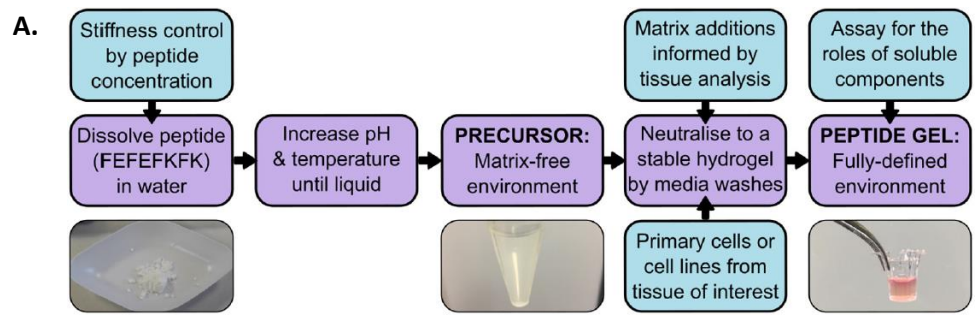 A.
Stiffness control
by peptide
concentration
Matrix additions
informed by
tissue analysis
Assay for the
roles of soluble
components
Dissolve peptide
(FEFEFKFK)
in water
Increase pH
& temperature
until liquid
PRECURSOR:
Matrix-free
environment
Neutralise to a
stable hydrogel
by media washes
PEPTIDE GEL:
Fully-defined
environment
Primary cells or
cell lines from
tissue of interest